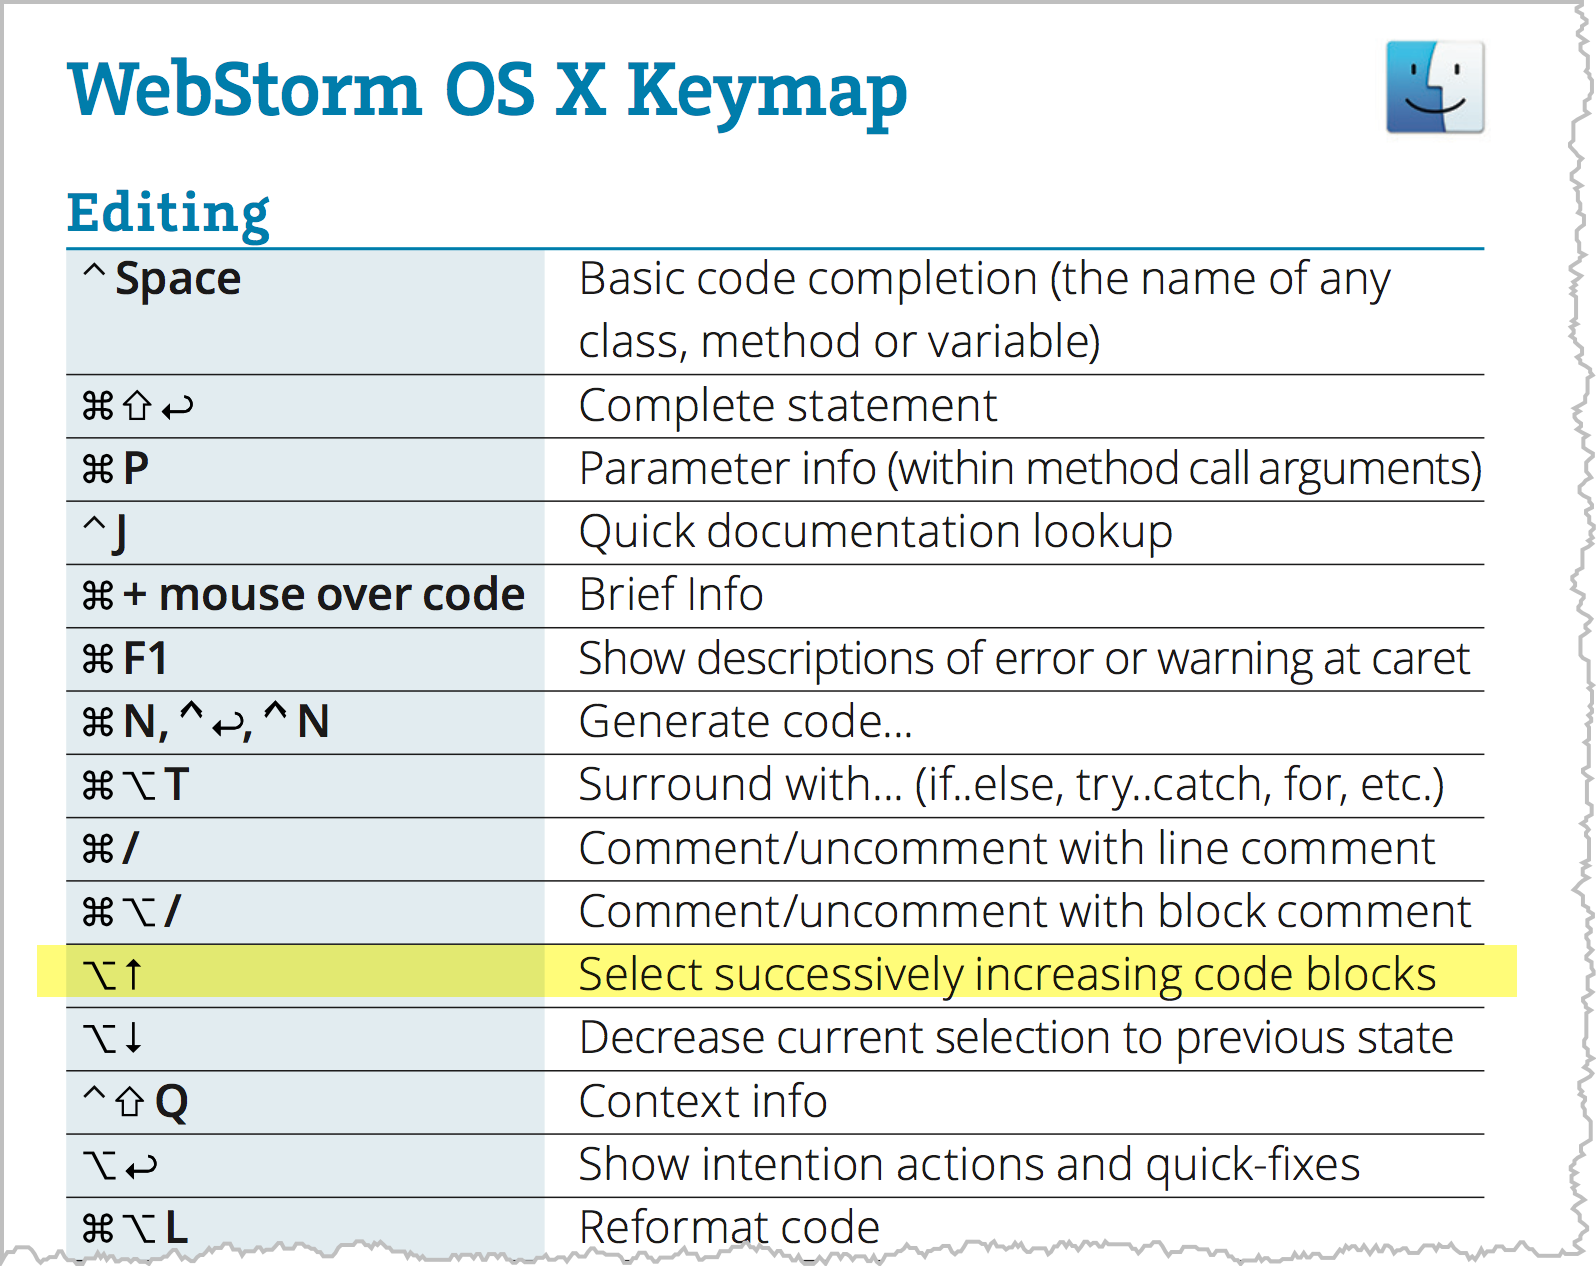 WebStorm OS X Keymap
Editing
^ Space Basic code completion (the name of any
class, method or variable)
⌘ ⇧ ↩ Complete statement
⌘ P Parameter info (within method call arguments)
^ J Quick documentation lookup
⌘ + mouse over code Brief Info
⌘ F1 Show descriptions of error or warning at caret
⌘ N, ^ ↩, ^ N Generate code...
⌘ ⌥ T Surround with... (if..else, try..catch, for, etc.)
⌘ / Comment/uncomment with line comment
⌘ ⌥ / Comment/uncomment with block comment
⌥ ↑ Select successively increasing code blocks
⌥ ↓ Decrease current selection to previous state
^ ⇧ Q Context info
⌥ ↩ Show intention actions and quick-fixes
⌘ ⌥ L Reformat code